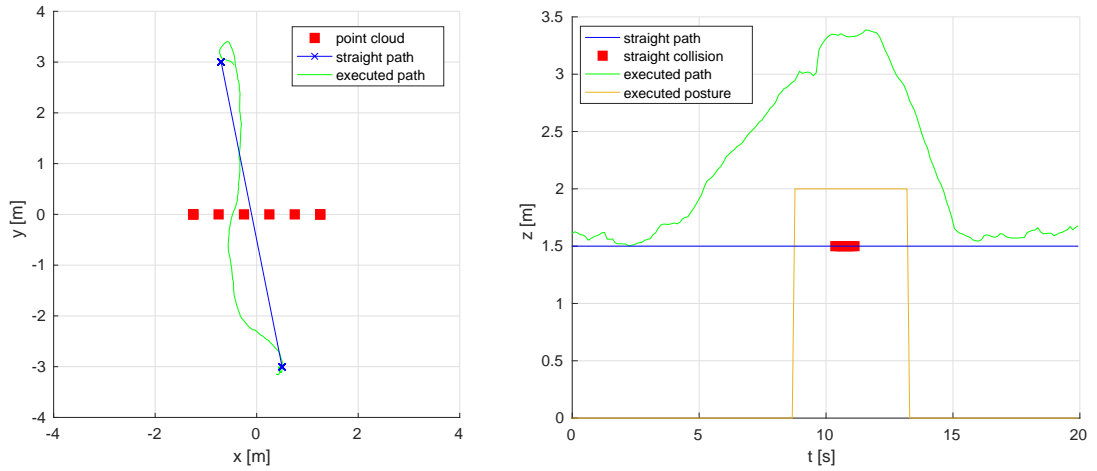 4
3
2
1
0
-1
-2
-3
-4
y [m]
-4
-2
0
2
4
x [m]
point cloud
straight path
executed path
3.5
3
2.5
2
1.5
1
0.5
0
z [m]
0
5
10
15
20
t [s]
straight path
straight collision
executed path
executed posture